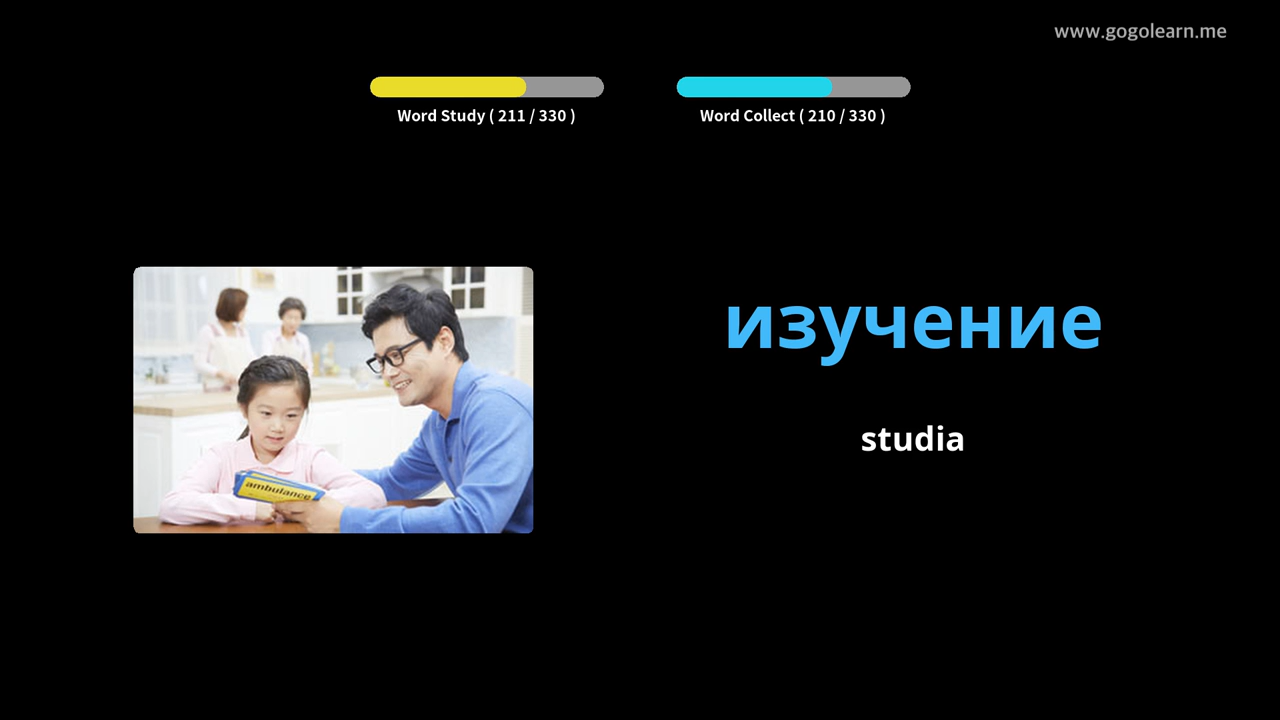 www.gogolearn.me
Word Study ( 211 / 330 )
Word Collect ( 210 / 330 )
изучение
studia
ambulance